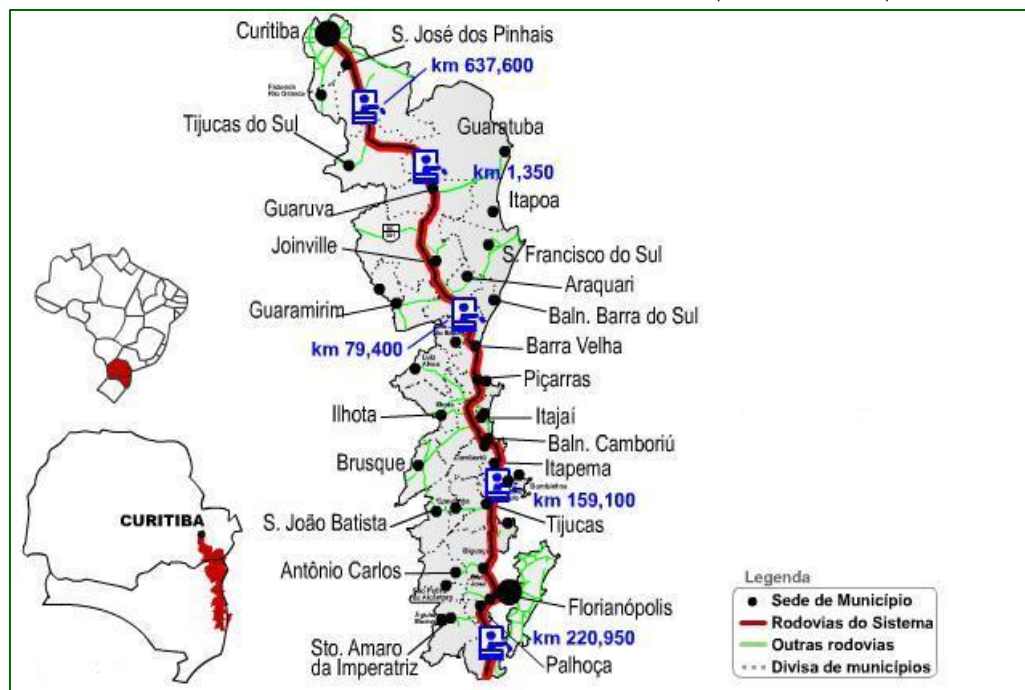 Curitiba
S. José dos Pinhais
km 637,600
Tijucas do Sul
Guaratuba
km 1,350
Guaruva
Itapoa
Joinville
S. Francisco do Sul
Araquari
Guaramirim
Baln. Barra do Sul
km 79,400
Barra Velha
Piçarras
Ilhota
Itajaí
Baln. Camboriú
Brusque
Itapema
km 159,100
S. João Batista
Tijucas
CURITIBA
Antônio Carlos
Florianópolis
km 220,950
Sto. Amaro
da Imperatriz
Palhoça
Legenda
Sede de Município
Rodovias do Sistema
Outras rodovias
Divisa de municípios